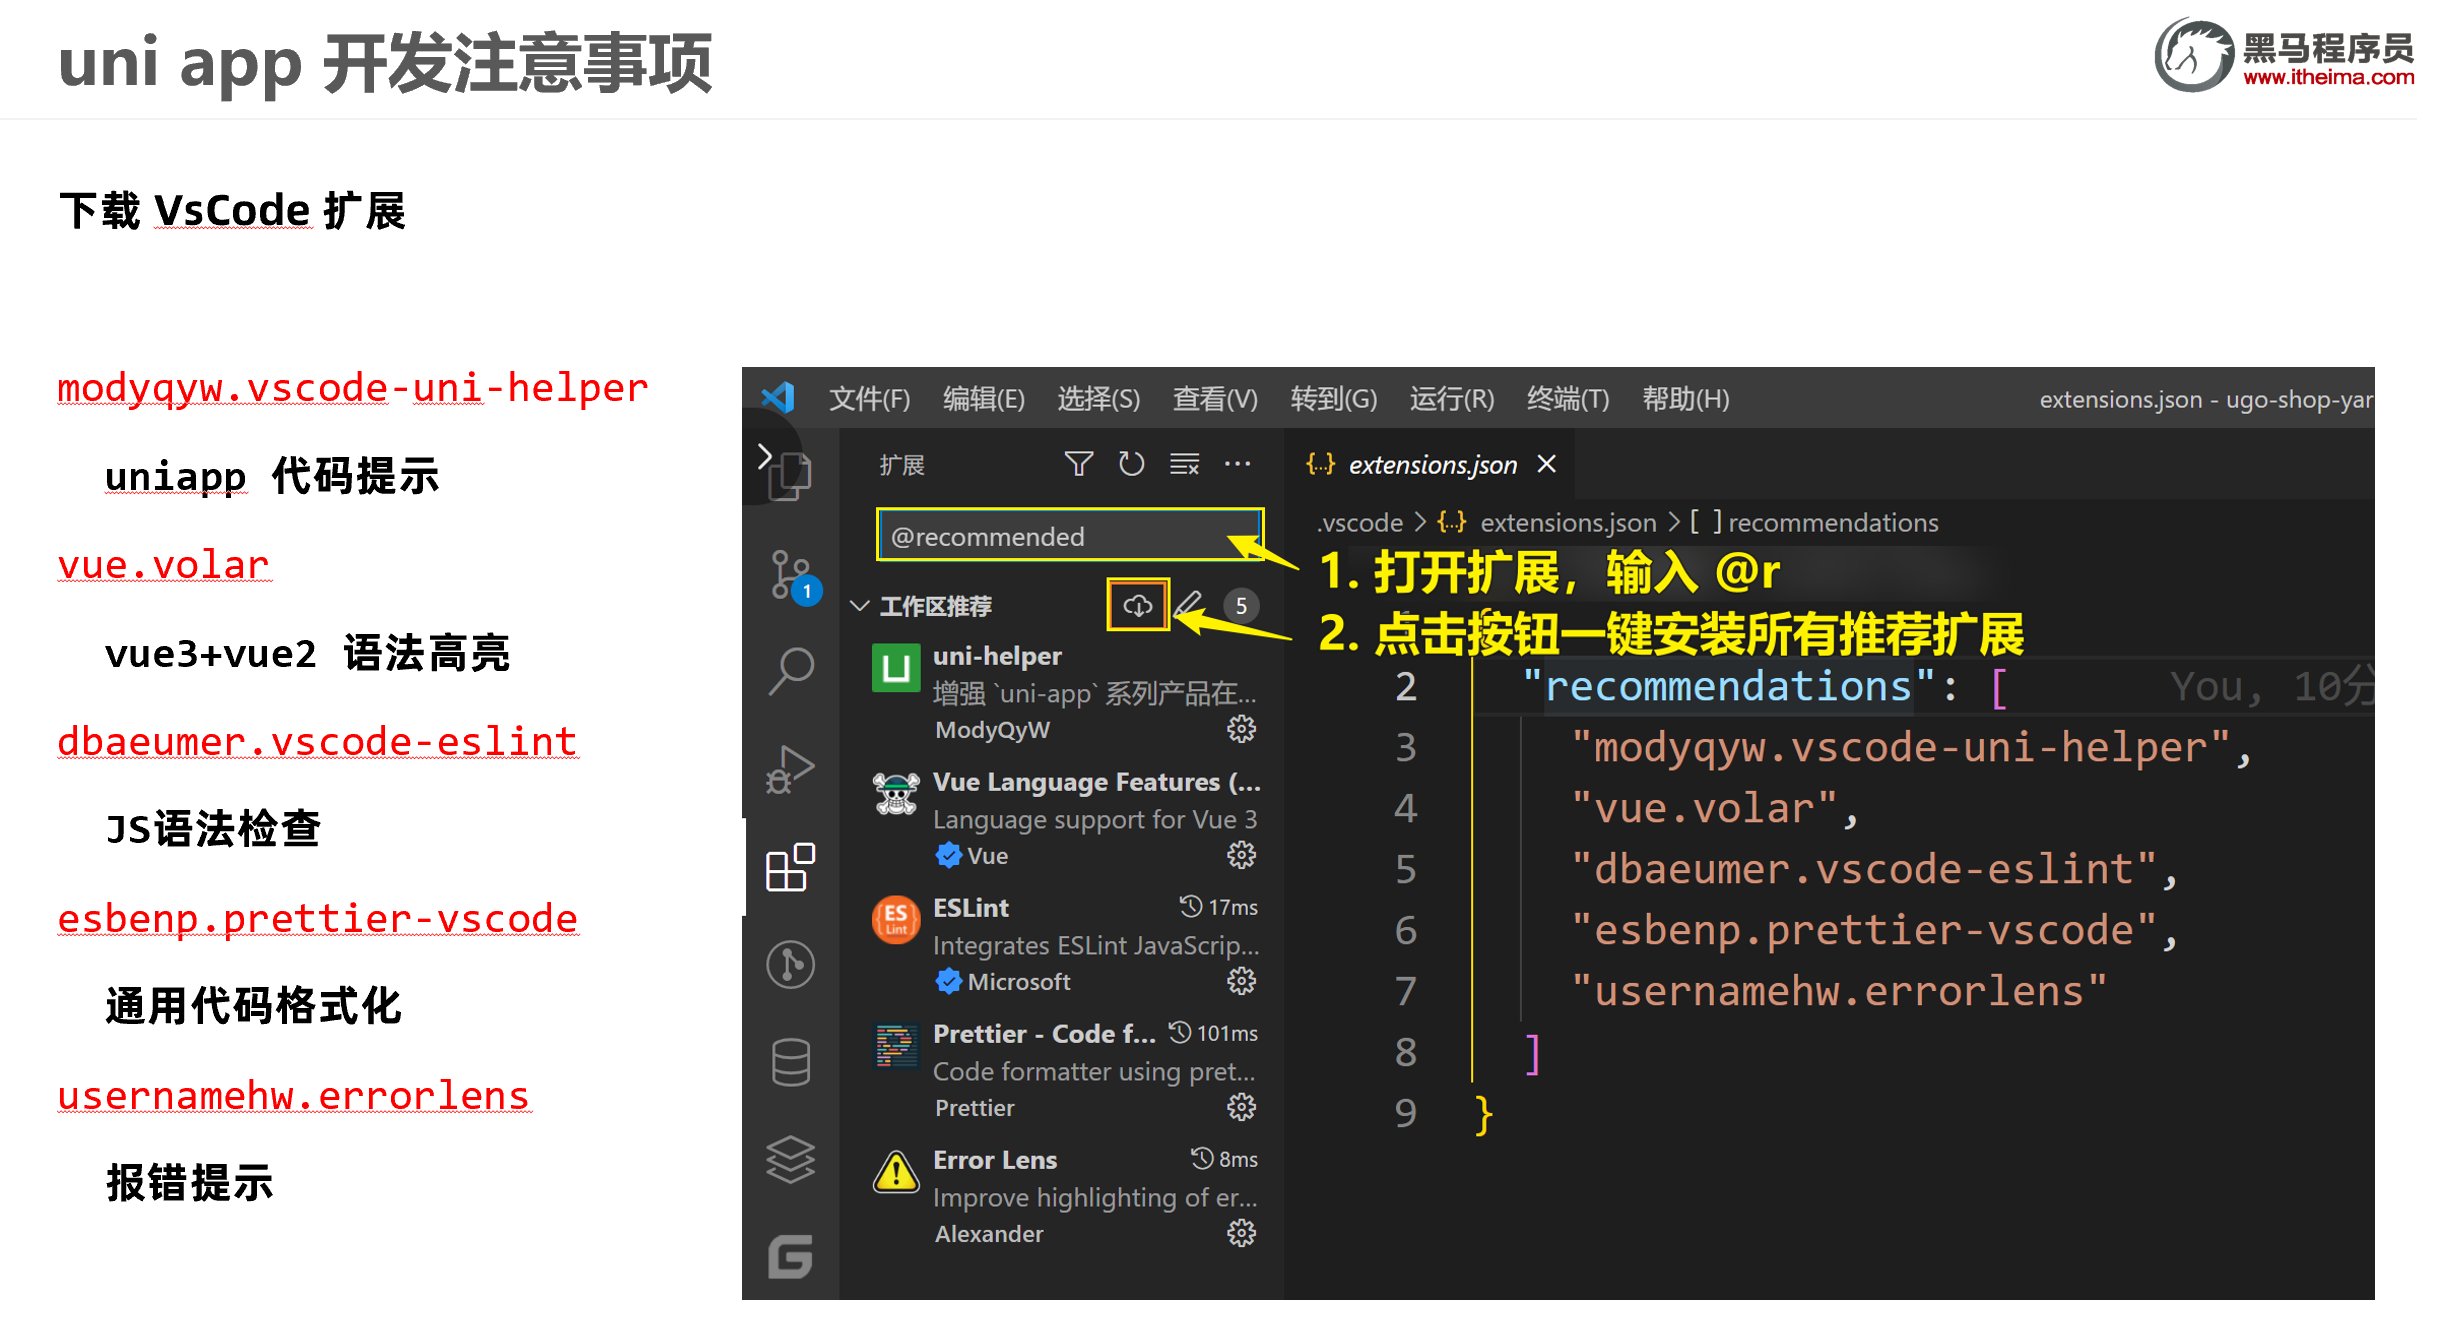 uni app 开发注意事项
黑马程序员
www.itheima.com
下载 VsCode 扩展
modyqyw.vscode-uni-helper
uniapp 代码提示
vue.volar
vue3+vue2 语法高亮
dbaeumer.vscode-eslint
JS语法检查
esbenp.prettier-vscode
通用代码格式化
usernamehw.errorlens
报错提示
文件(F) 编辑(E) 选择(S) 查看(V) 转到(G) 运行(R) 终端(T) 帮助(H)
extensions.json - ugo-shop-yar
扩展
@recommended
工作区推荐
5
1
uni-helper
增强 `uni-app` 系列产品在...
ModyQyW
Vue Language Features (...
Language support for Vue 3
Vue
ES
Lint
ESLint 17ms
Integrates ESLint JavaScrip...
Microsoft
Prettier - Code f... 101ms
Code formatter using pret...
Prettier
Error Lens 8ms
Improve highlighting of er...
Alexander
{..} extensions.json
.vscode > {..} extensions.json > [ ] recommendations
1. 打开扩展，输入 @r
2. 点击按钮一键安装所有推荐扩展
2 "recommendations": [ You, 10分
3 "modyqyw.vscode-uni-helper",
4 "vue.volar",
5 "dbaeumer.vscode-eslint",
6 "esbenp.prettier-vscode",
7 "usernamehw.errorlens"
8 ]
9 }